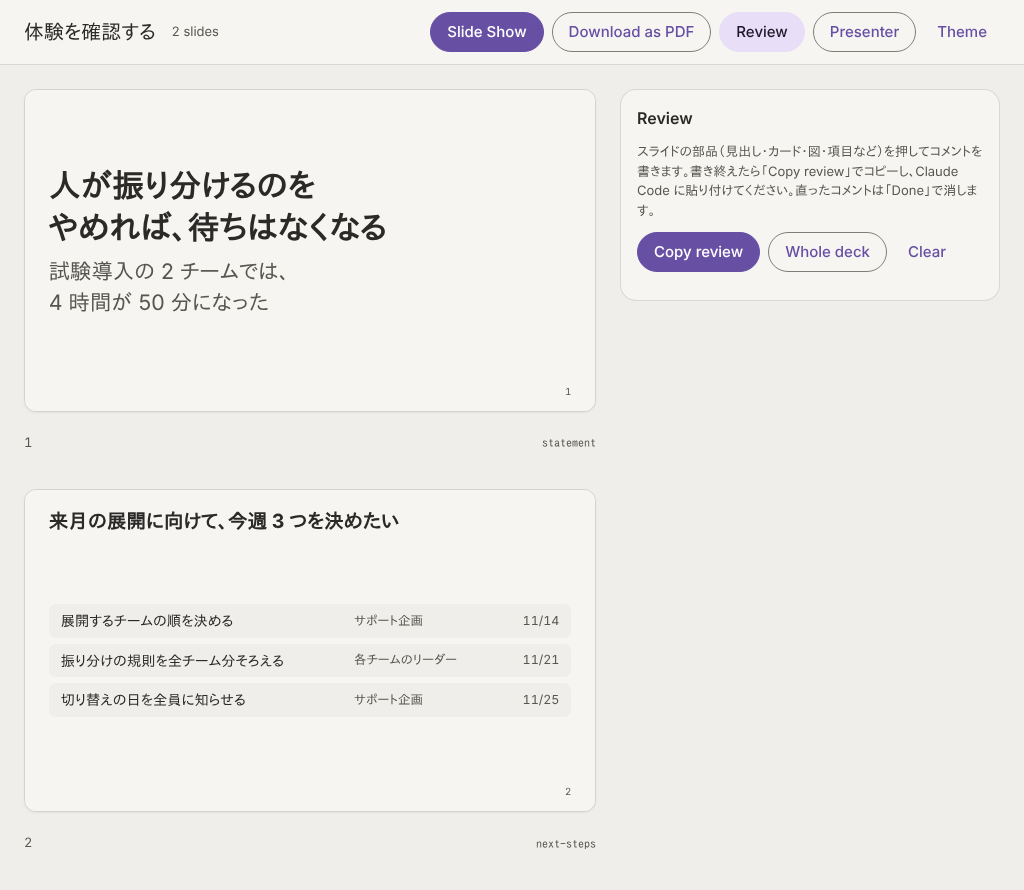 体験を確認する 2 slides Slide Show Download as PDF Review Presenter Theme
人が振り分けるのを
やめれば、待ちはなくなる
試験導入の 2 チームでは、
4 時間が 50 分になった
1
1 statement
来月の展開に向けて、今週 3 つを決めたい
展開するチームの順を決める サポート企画 11/14
振り分けの規則を全チーム分そろえる 各チームのリーダー 11/21
切り替えの日を全員に知らせる サポート企画 11/25
2
2 next-steps
Review
スライドの部品（見出し・カード・図・項目など）を押してコメントを
書きます。書き終えたら「Copy review」でコピーし、Claude
Code に貼り付けてください。直ったコメントは「Done」で消しま
す。
Copy review Whole deck Clear